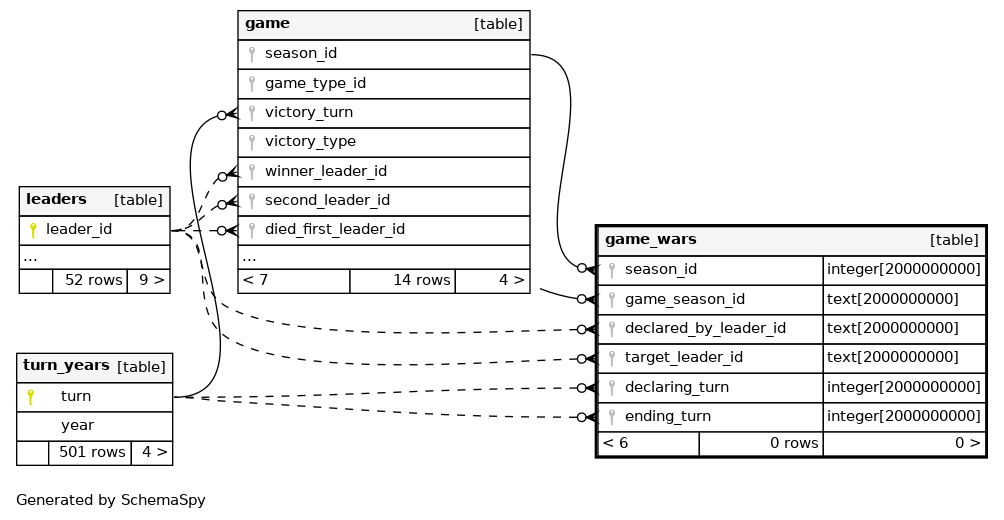 game [table]
season_id
game_type_id
victory_turn
victory_type
winner_leader_id
second_leader_id
died_first_leader_id
...
< 7 14 rows 4 >
leaders [table]
leader_id
...
52 rows 9 >
game_wars [table]
season_id integer[2000000000]
game_season_id text[2000000000]
declared_by_leader_id text[2000000000]
target_leader_id text[2000000000]
declaring_turn integer[2000000000]
ending_turn integer[2000000000]
< 6 0 rows 0 >
turn_years [table]
turn
year
501 rows 4 >
Generated by SchemaSpy